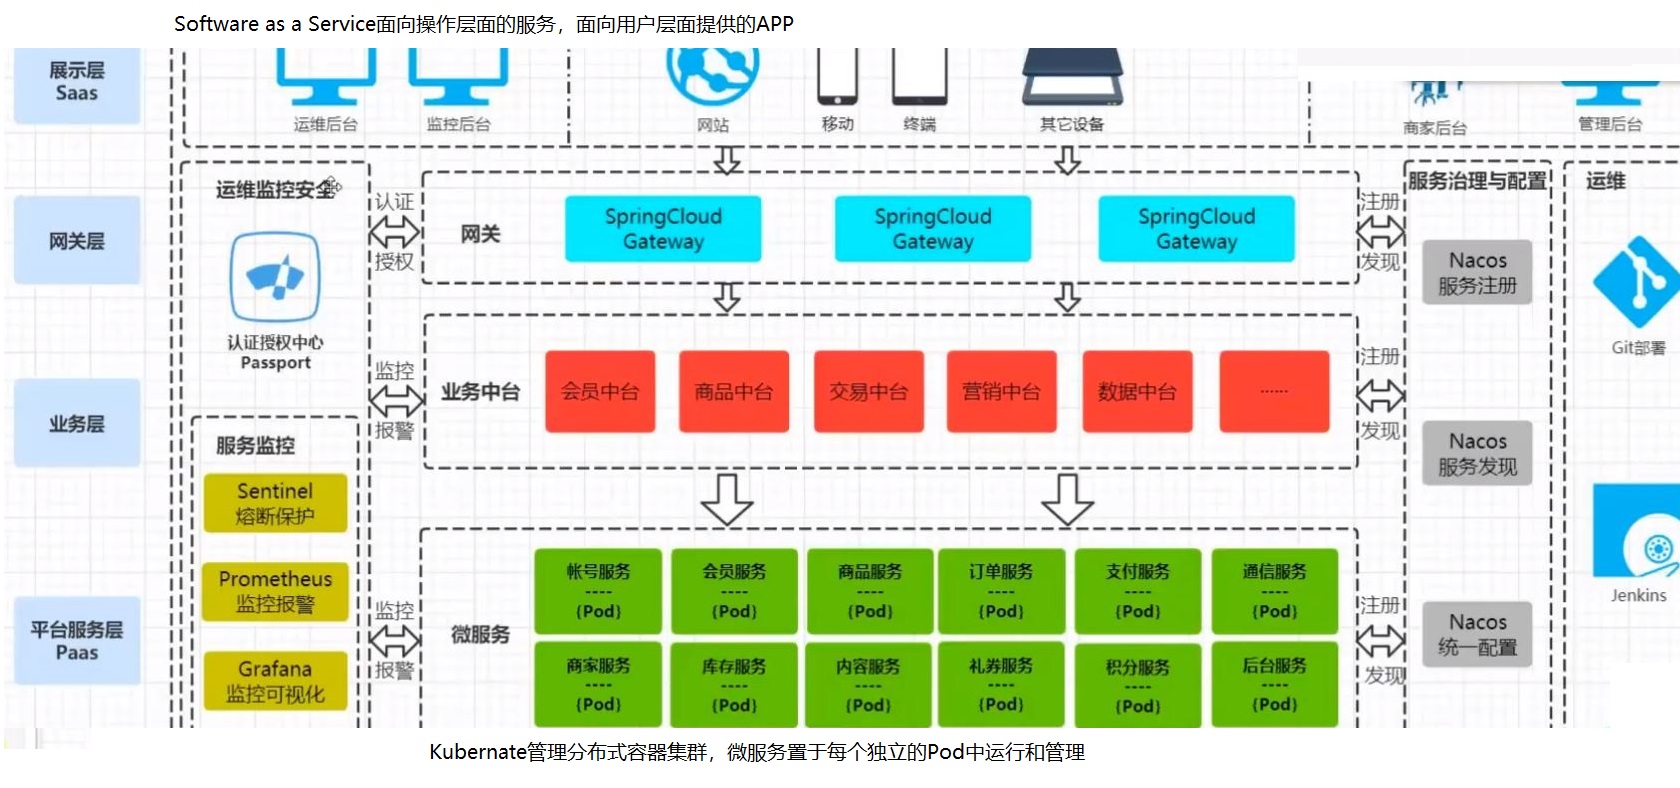 Software as a Service面向操作层面的服务，面向用户层面提供的APP
展示层
Saas
运维后台
监控后台
网站
移动
终端
其它设备
商家后台
管理后台
运维监控安全
认证
授权
网关
SpringCloud
Gateway
SpringCloud
Gateway
SpringCloud
Gateway
注册
发现
服务治理与配置
运维
网关层
Nacos
服务注册
认证授权中心
Passport
Git部署
业务层
监控
报警
业务中台
会员中台
商品中台
交易中台
营销中台
数据中台
......
注册
发现
Nacos
服务发现
服务监控
Sentinel
熔断保护
Prometheus
监控报警
Grafana
监控可视化
平台服务层
Paas
监控
报警
微服务
帐号服务
----
(Pod)
会员服务
----
(Pod)
商品服务
----
(Pod)
订单服务
----
(Pod)
支付服务
----
(Pod)
通信服务
----
(Pod)
商家服务
----
(Pod)
库存服务
----
(Pod)
内容服务
----
(Pod)
礼券服务
----
(Pod)
积分服务
----
(Pod)
后台服务
----
(Pod)
注册
发现
Nacos
统一配置
Jenkins
Kubernate管理分布式容器集群，微服务置于每个独立的Pod中运行和管理